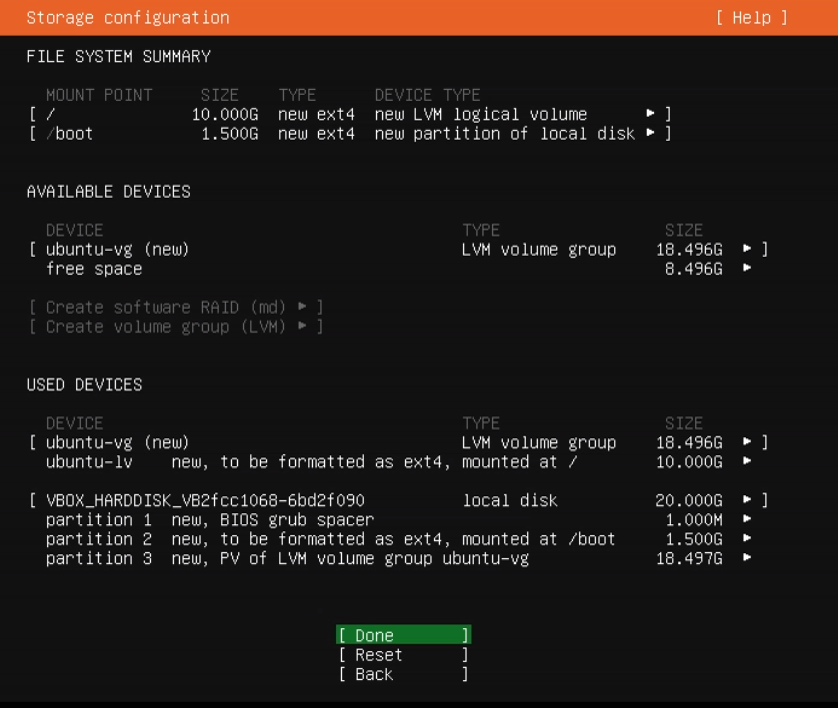 Storage configuration [ Help ]
FILE SYSTEM SUMMARY
MOUNT POINT SIZE TYPE DEVICE TYPE
[ / 10.000G new ext4 new LVM logical volume ▸ ]
[ /boot 1.500G new ext4 new partition of local disk ▸ ]
AVAILABLE DEVICES
DEVICE TYPE SIZE
[ ubuntu-vg (new) LVM volume group 18.496G ▸ ]
free space 8.496G ▸
[ Create software RAID (md) ▸ ]
[ Create volume group (LVM) ▸ ]
USED DEVICES
DEVICE TYPE SIZE
[ ubuntu-vg (new) LVM volume group 18.496G ▸ ]
ubuntu-lv new, to be formatted as ext4, mounted at / 10.000G ▸
[ VBOX_HARDDISK_VB2fcc1068-6bd2f090 local disk 20.000G ▸ ]
partition 1 new, BIOS grub spacer 1.000M ▸
partition 2 new, to be formatted as ext4, mounted at /boot 1.500G ▸
partition 3 new, PV of LVM volume group ubuntu-vg 18.497G ▸
[ Done ]
[ Reset ]
[ Back ]